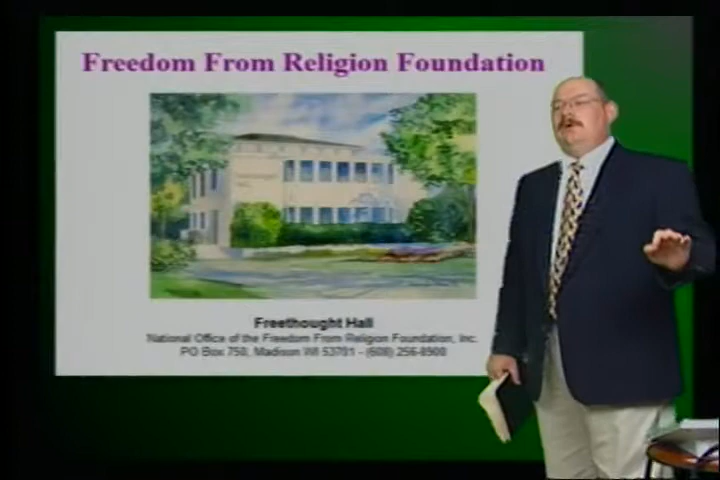 Freedom From Religion Foundation
Freethought Hall
National Office of the Freedom From Religion Foundation, Inc.
PO Box 750, Madison WI 53701 - (608) 256-8900